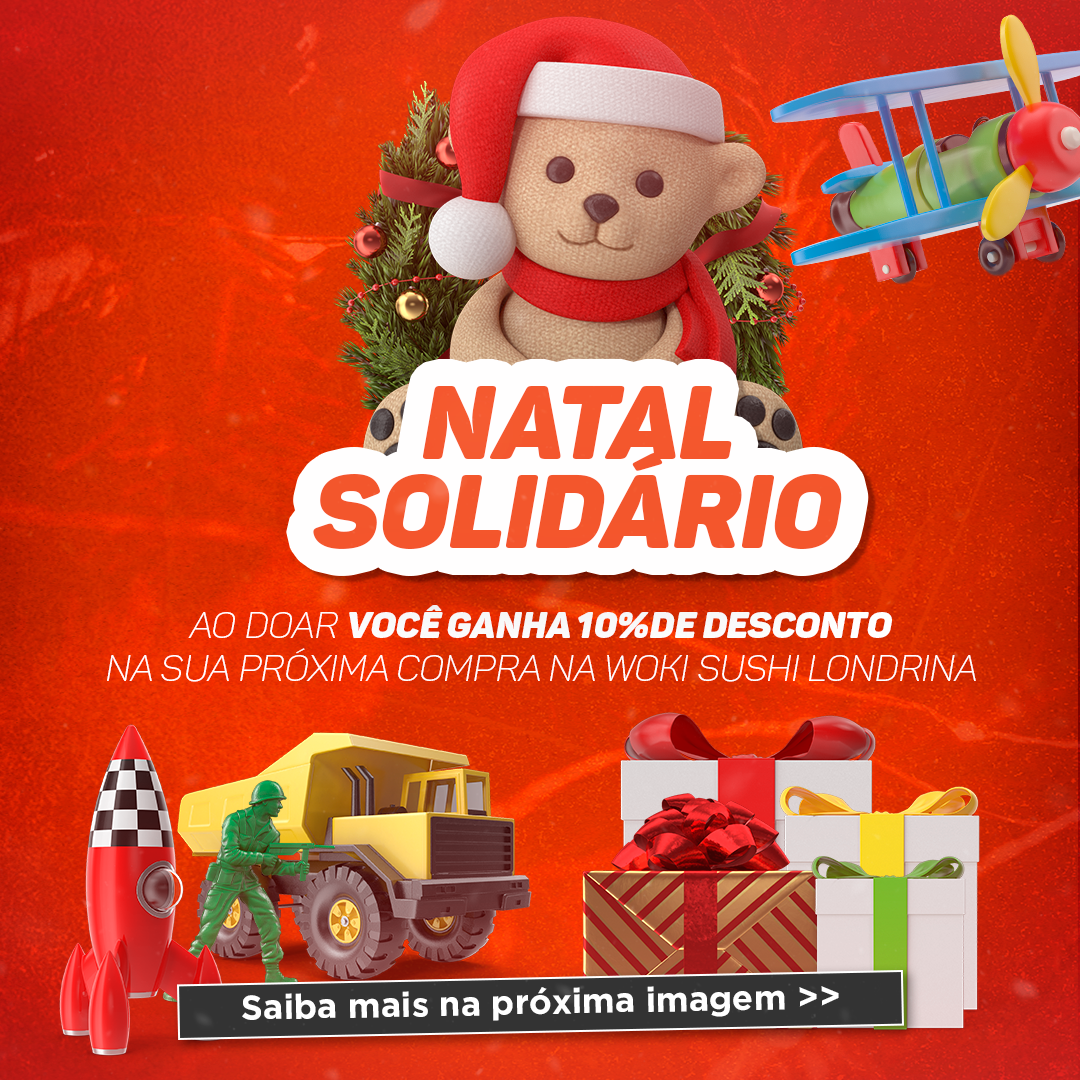 NATAL
SOLIDÁRIO
AO DOAR VOCÊ GANHA 10%DE DESCONTO
NA SUA PRÓXIMA COMPRA NA WOKI SUSHI LONDRINA
Saiba mais na próxima imagem >>